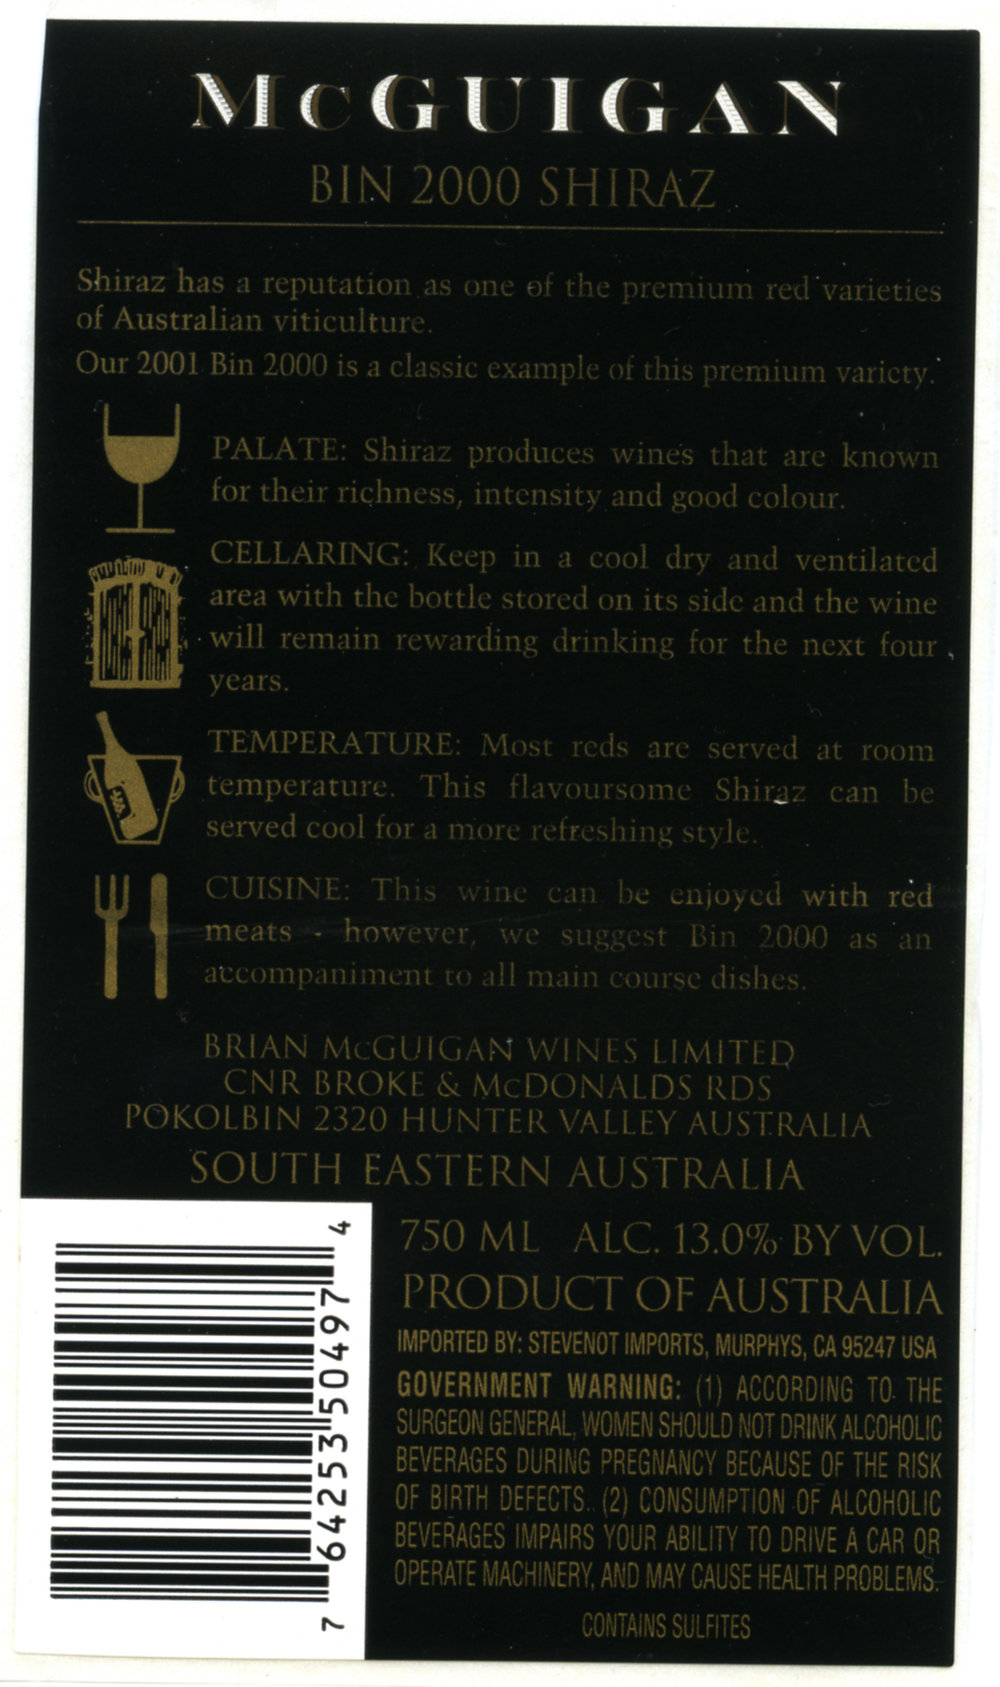 McGUIGAN
BIN 2000 SHIRAZ
Shiraz has a reputation as one of the premium red varieties
of Australian viticulture.
Our 2001 Bin 2000 is a classic example of this premium variety.
PALATE: Shiraz produces wines that are known
for their richness, intensity and good colour.
CELLARING: Keep in a cool dry and ventilated
area with the bottle stored on its side and the wine
will remain rewarding drinking for the next four
years.
TEMPERATURE: Most reds are served at room
temperature. This flavoursome Shiraz can be
served cool for a more refreshing style.
CUISINE: This wine can be enjoyed with red
meats - however, we suggest Bin 2000 as an
accompaniment to all main course dishes.
BRIAN McGUIGAN WINES LIMITED
CNR BROKE & McDONALDS RDS
POKOLBIN 2320 HUNTER VALLEY AUSTRALIA
SOUTH EASTERN AUSTRALIA
7 64253 50497 4
750 ML ALC. 13.0% BY VOL.
PRODUCT OF AUSTRALIA
IMPORTED BY: STEVENOT IMPORTS, MURPHYS, CA 95247 USA
GOVERNMENT WARNING: (1) ACCORDING TO THE
SURGEON GENERAL, WOMEN SHOULD NOT DRINK ALCOHOLIC
BEVERAGES DURING PREGNANCY BECAUSE OF THE RISK
OF BIRTH DEFECTS. (2) CONSUMPTION OF ALCOHOLIC
BEVERAGES IMPAIRS YOUR ABILITY TO DRIVE A CAR OR
OPERATE MACHINERY, AND MAY CAUSE HEALTH PROBLEMS.
CONTAINS SULFITES